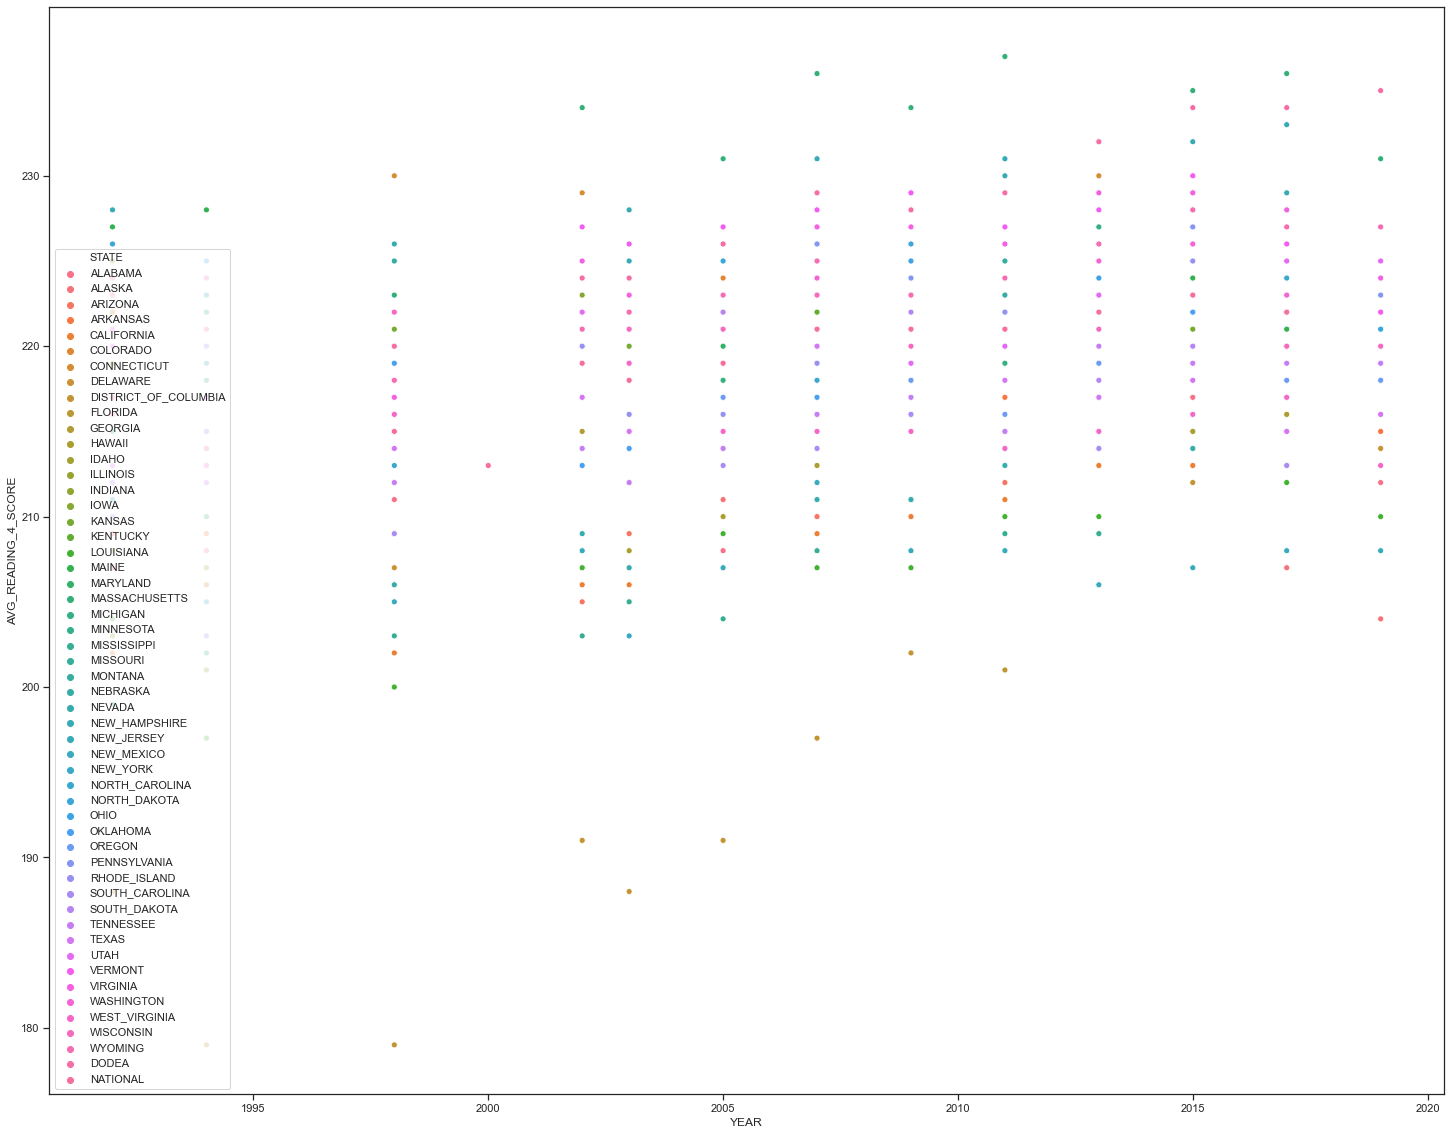 AVG_READING_4_SCORE
230
220
210
200
190
180
STATE
ALABAMA
ALASKA
ARIZONA
ARKANSAS
CALIFORNIA
COLORADO
CONNECTICUT
DELAWARE
DISTRICT_OF_COLUMBIA
FLORIDA
GEORGIA
HAWAII
IDAHO
ILLINOIS
INDIANA
IOWA
KANSAS
KENTUCKY
LOUISIANA
MAINE
MARYLAND
MASSACHUSETTS
MICHIGAN
MINNESOTA
MISSISSIPPI
MISSOURI
MONTANA
NEBRASKA
NEVADA
NEW_HAMPSHIRE
NEW_JERSEY
NEW_MEXICO
NEW_YORK
NORTH_CAROLINA
NORTH_DAKOTA
OHIO
OKLAHOMA
OREGON
PENNSYLVANIA
RHODE_ISLAND
SOUTH_CAROLINA
SOUTH_DAKOTA
TENNESSEE
TEXAS
UTAH
VERMONT
VIRGINIA
WASHINGTON
WEST_VIRGINIA
WISCONSIN
WYOMING
DODEA
NATIONAL
1995 2000 2005 2010 2015 2020
YEAR